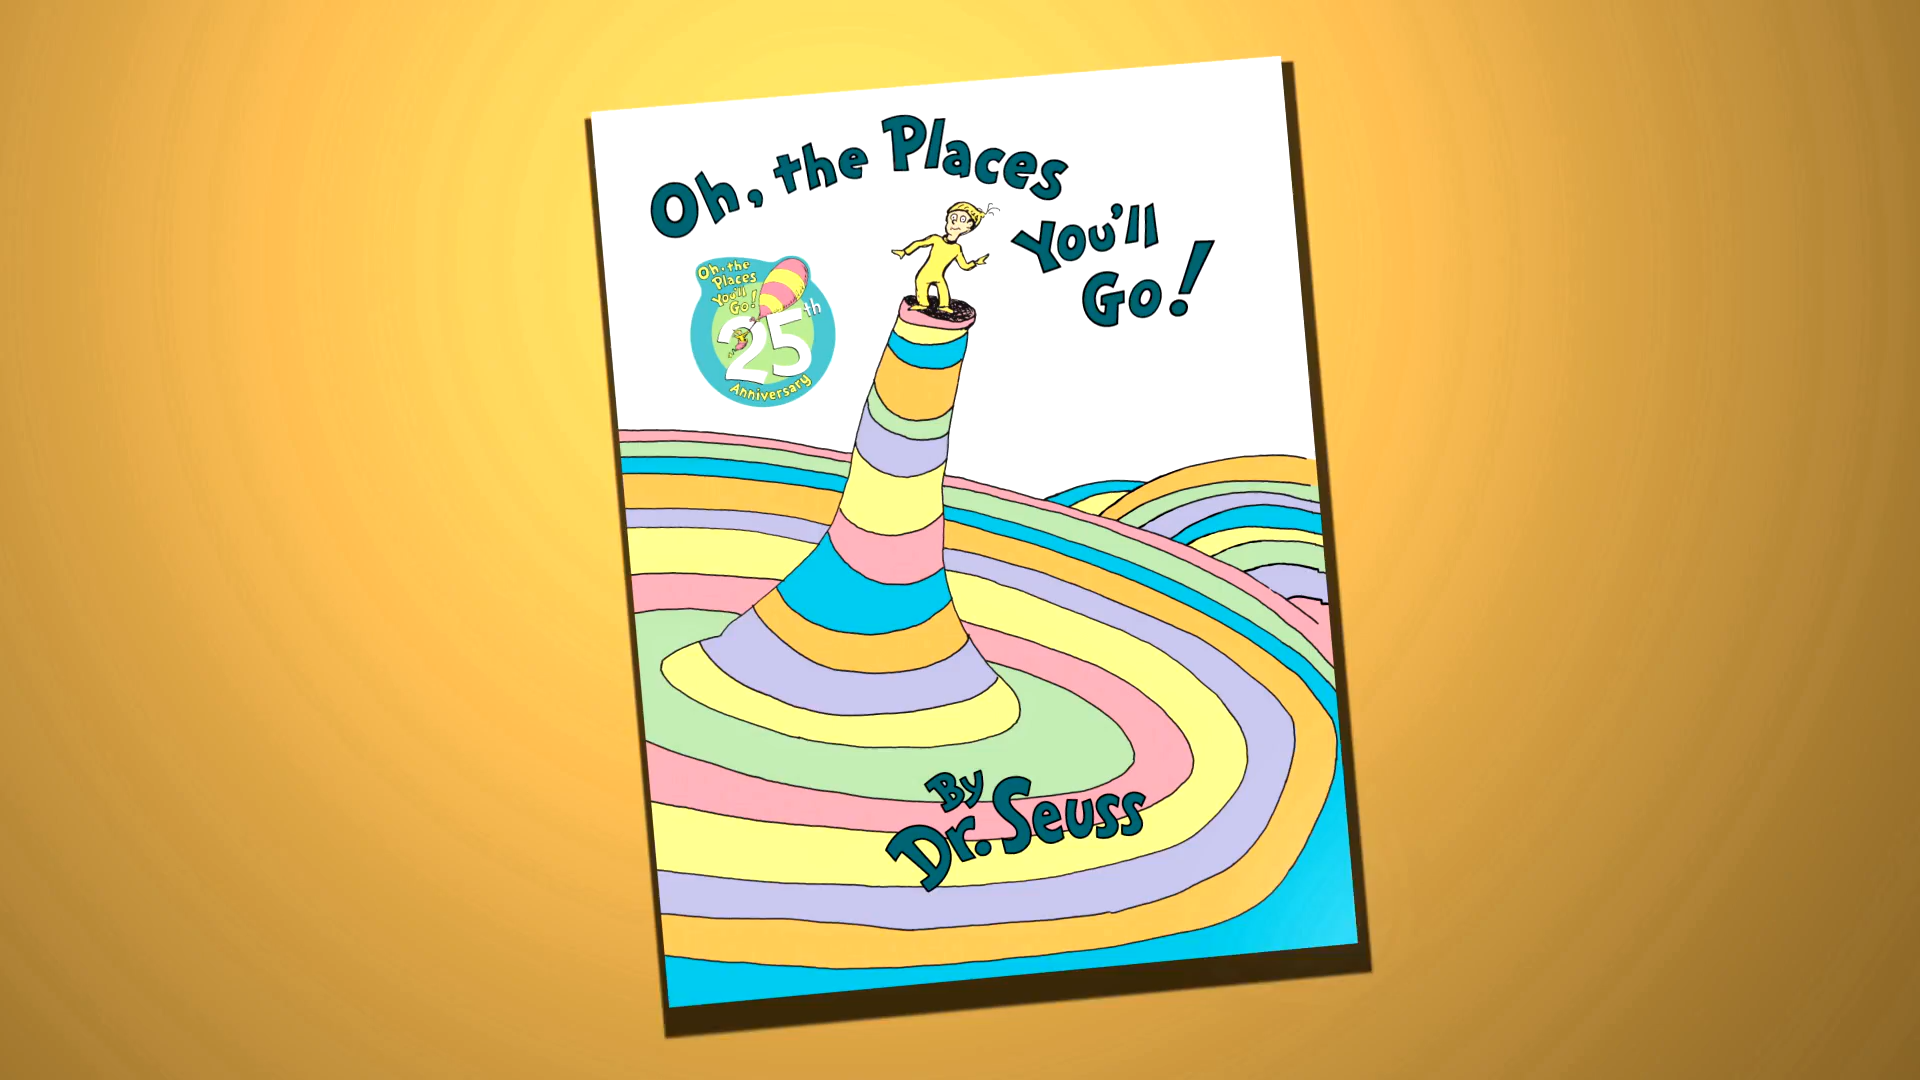 Oh, the Places
You'll
Go!
Oh, the
Places
You'll
Go!
25th
Anniversary
By
Dr. Seuss